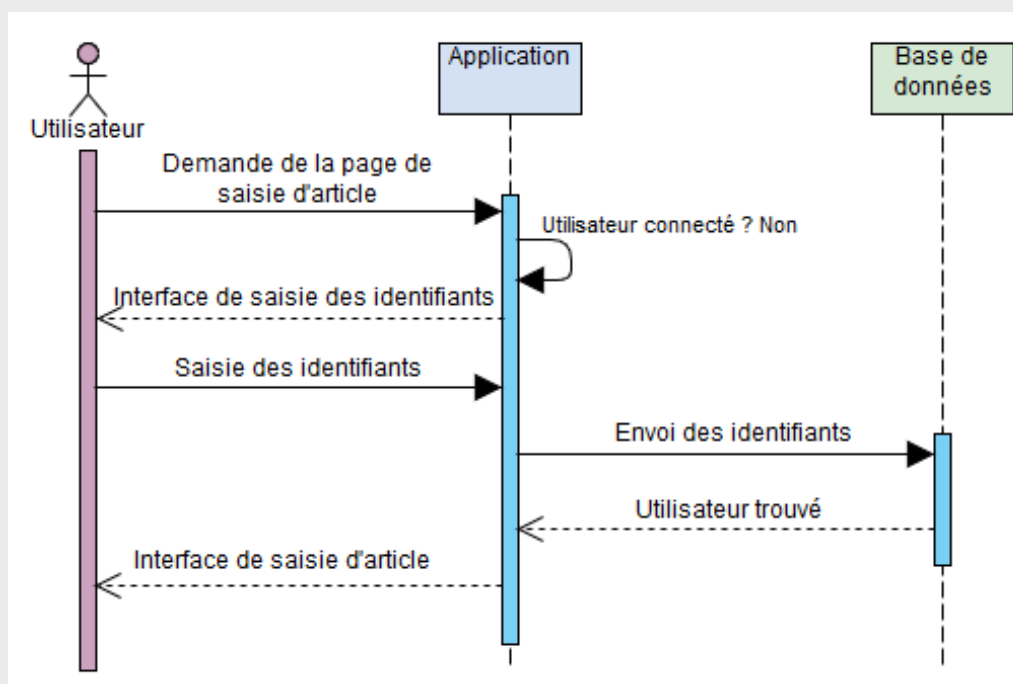 Application
Base de
données
Utilisateur
Demande de la page de
saisie d'article
Utilisateur connecté ? Non
Interface de saisie des identifiants
Saisie des identifiants
Envoi des identifiants
Utilisateur trouvé
Interface de saisie d'article